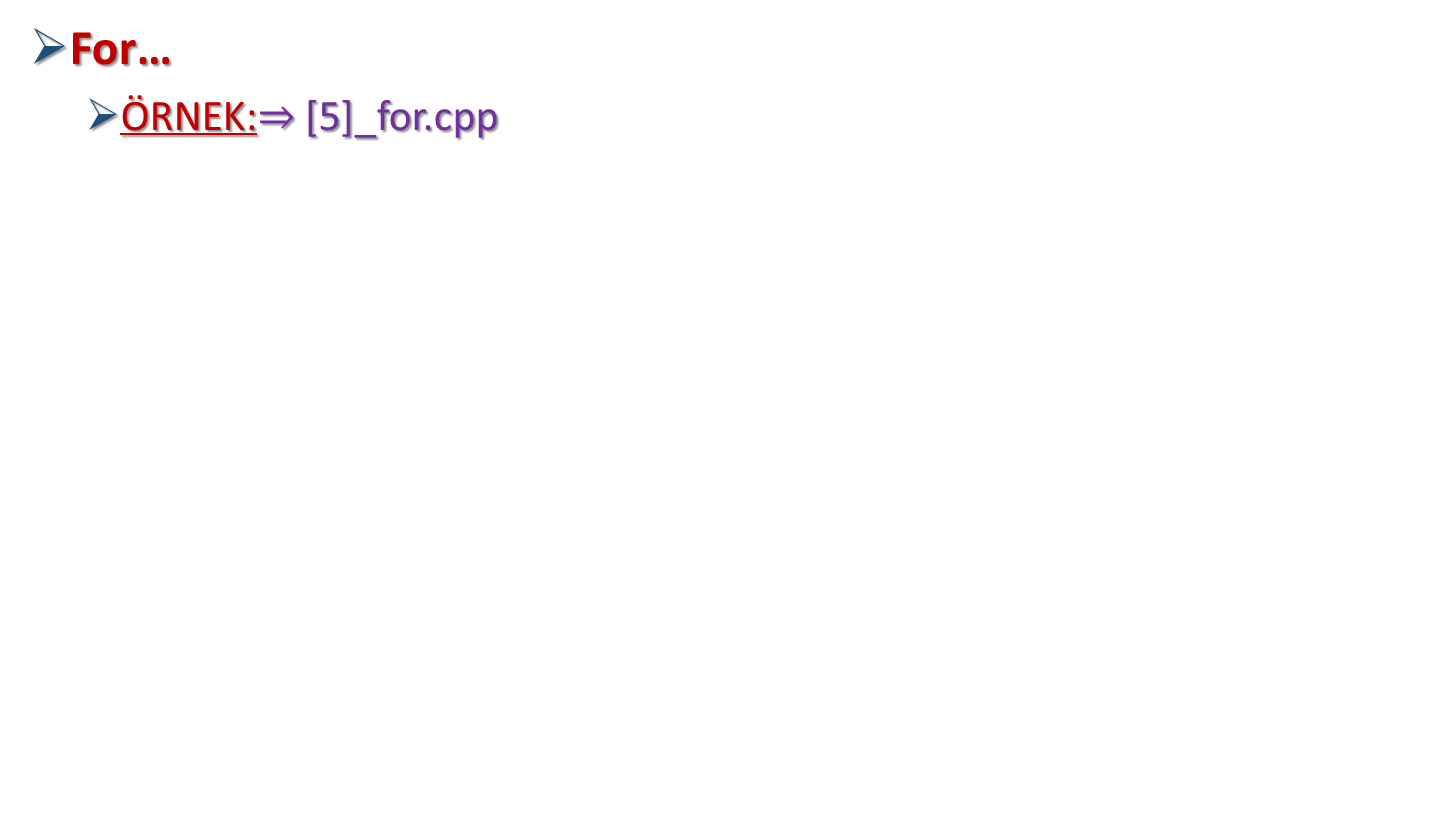 ➢For…
➢ÖRNEK:⇒ [5]_for.cpp